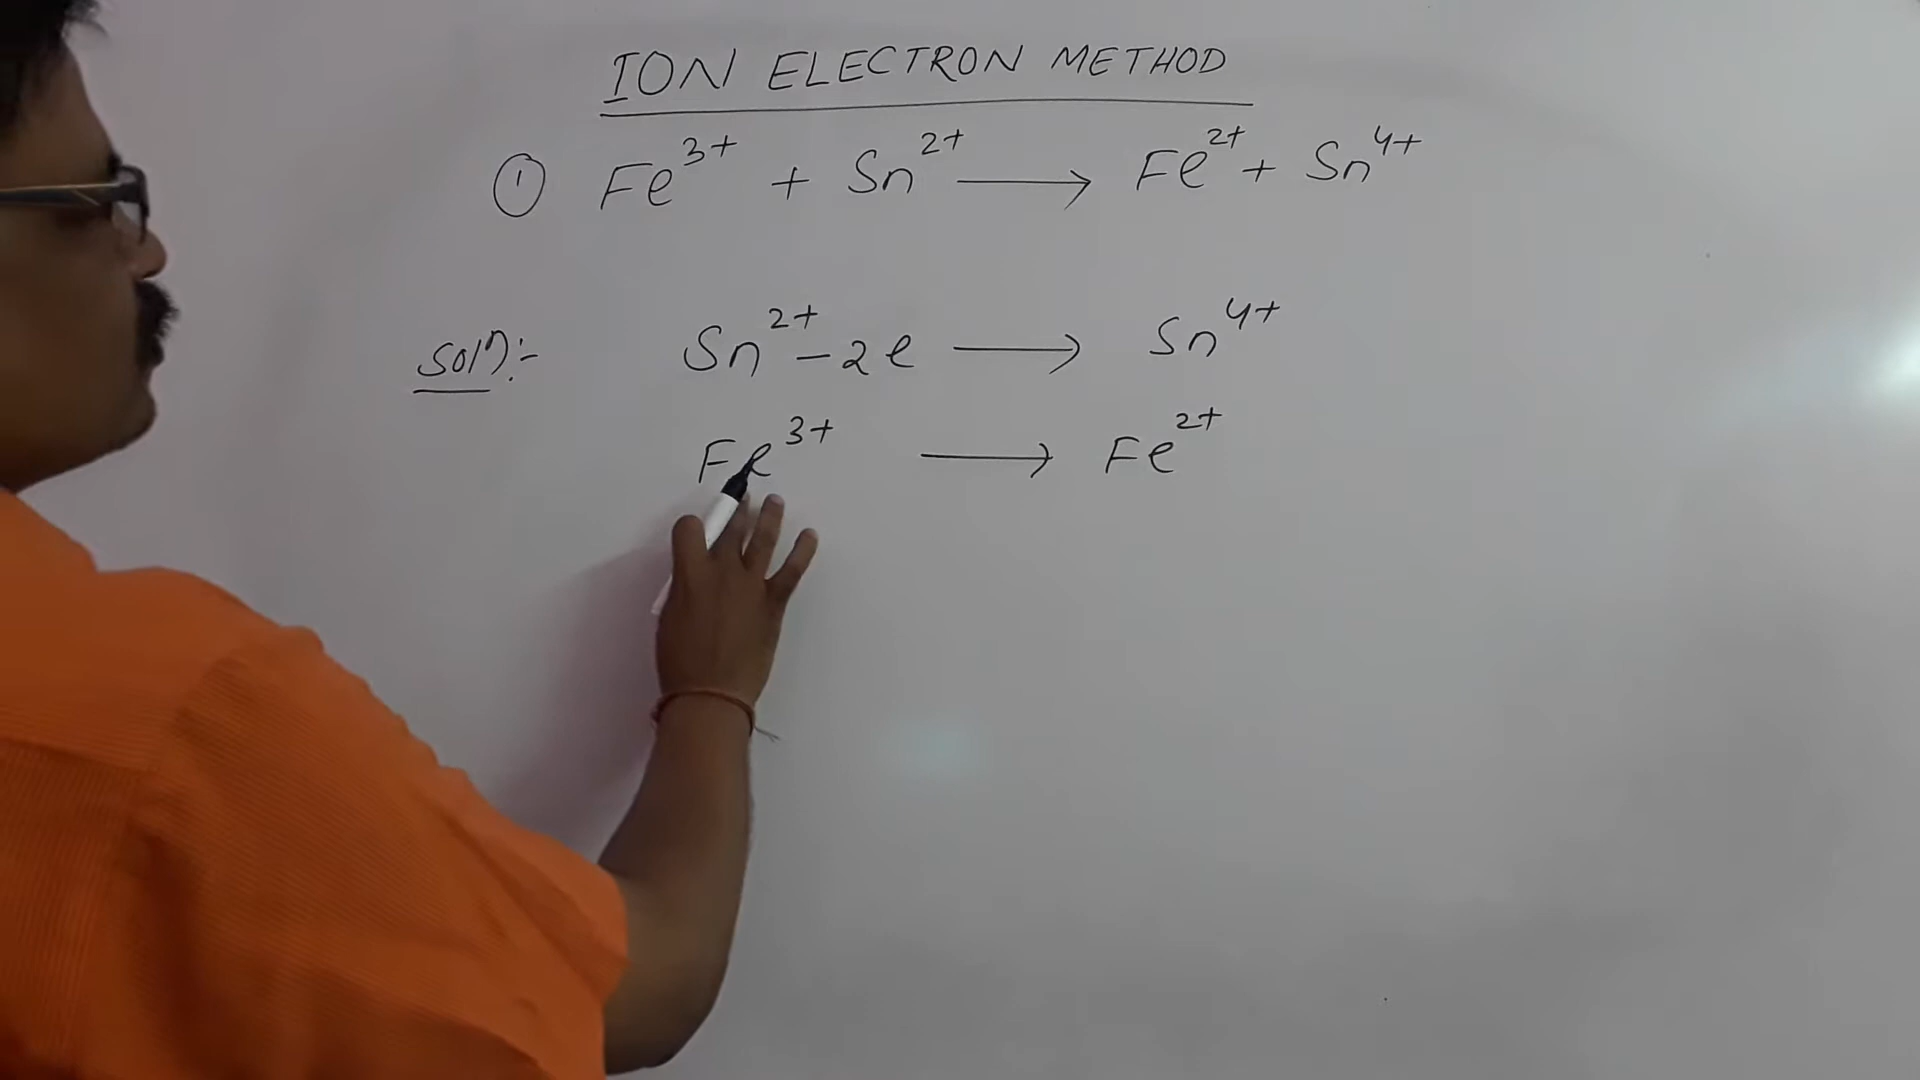 ION ELECTRON METHOD
① Fe³⁺ + Sn²⁺ ⟶ Fe²⁺ + Sn⁴⁺
Solⁿ:- Sn²⁺ - 2e ⟶ Sn⁴⁺
Fe³⁺ ⟶ Fe²⁺